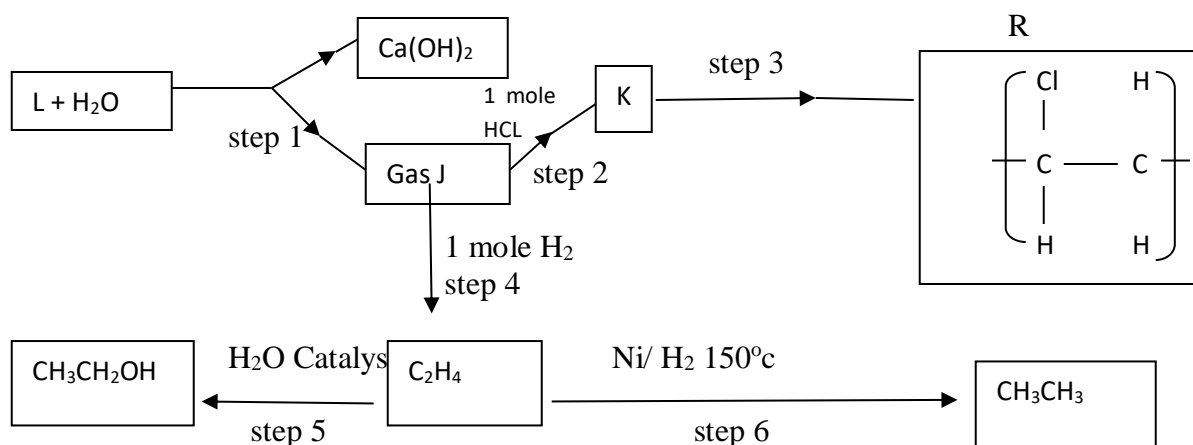 R
Ca(OH)₂
step 3
L + H₂O
1 mole
HCL
K
Cl H
step 1
Gas J
step 2
C C
H H
1 mole H₂
step 4
CH₃CH₂OH
H₂O Catalys
C₂H₄
Ni/ H₂ 150ᵒc
CH₃CH₃
step 5
step 6